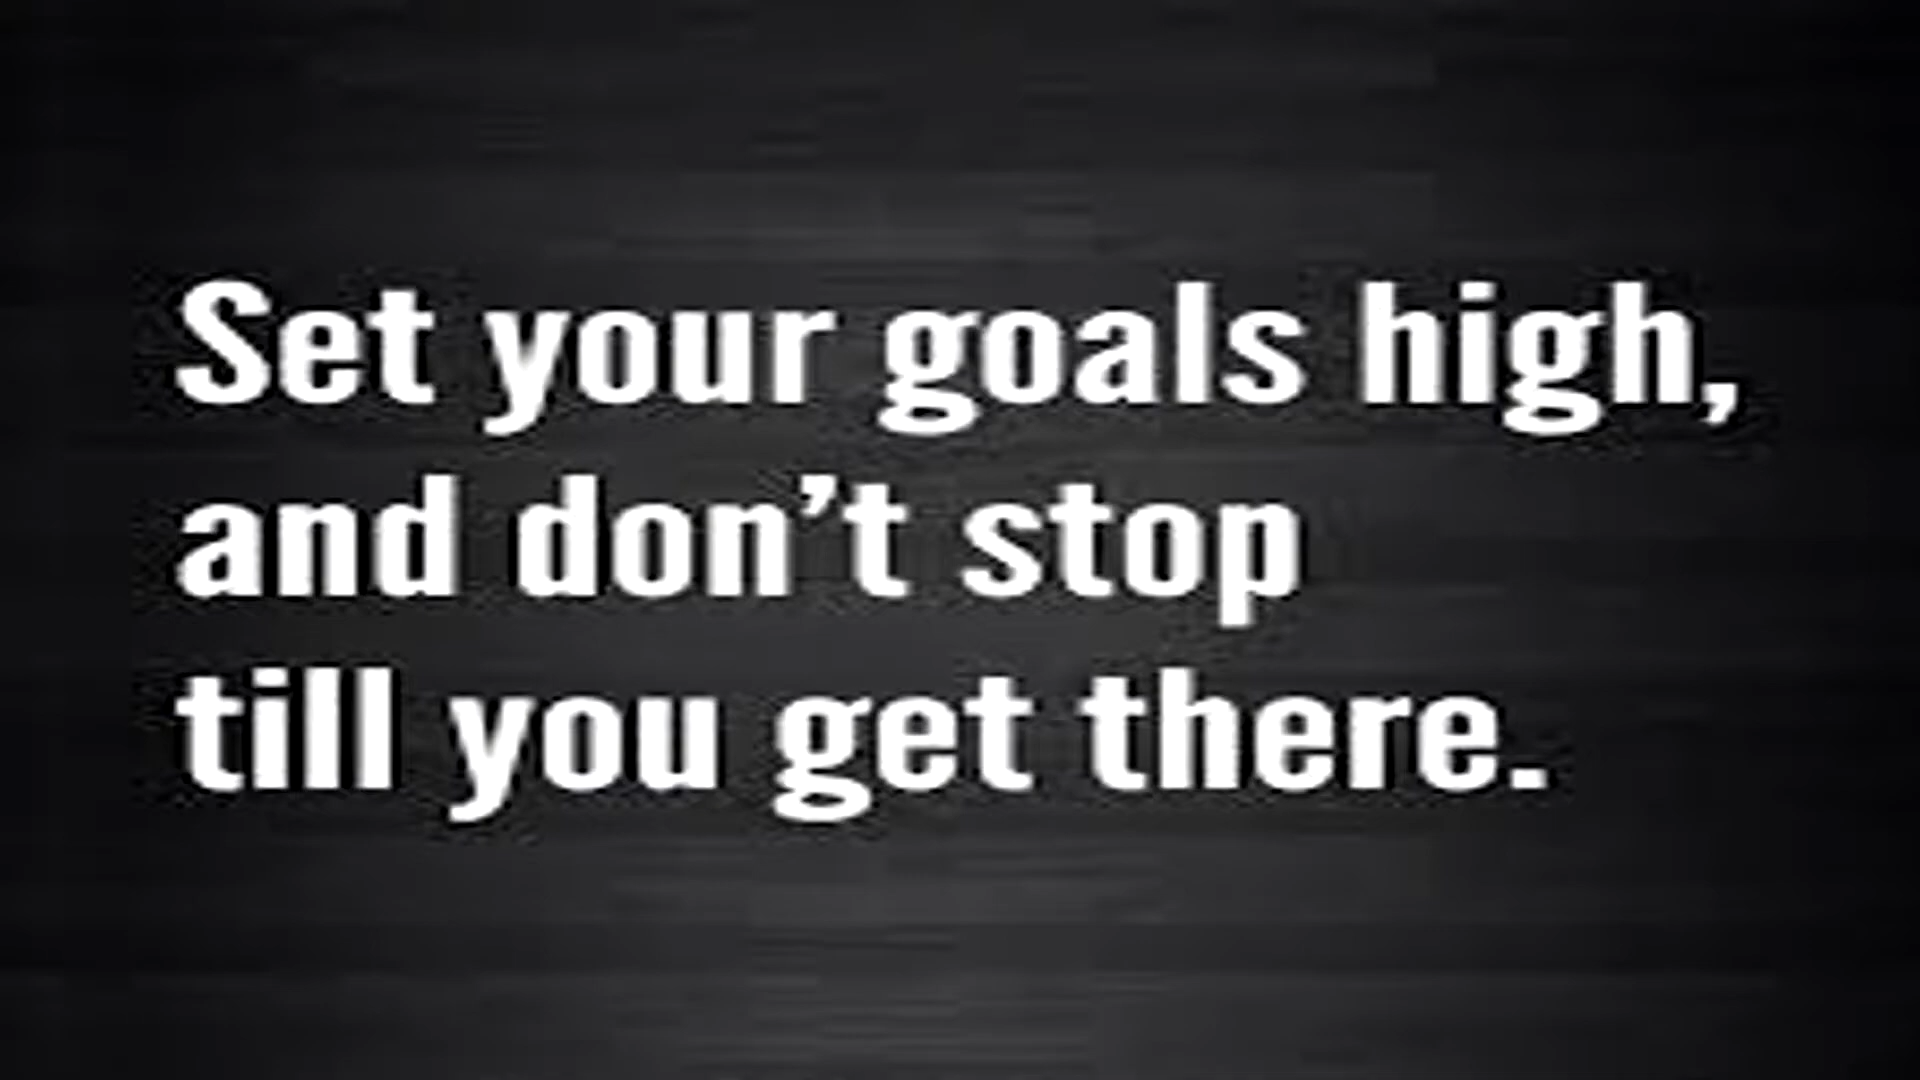 Set your goals high,
and don’t stop
till you get there.